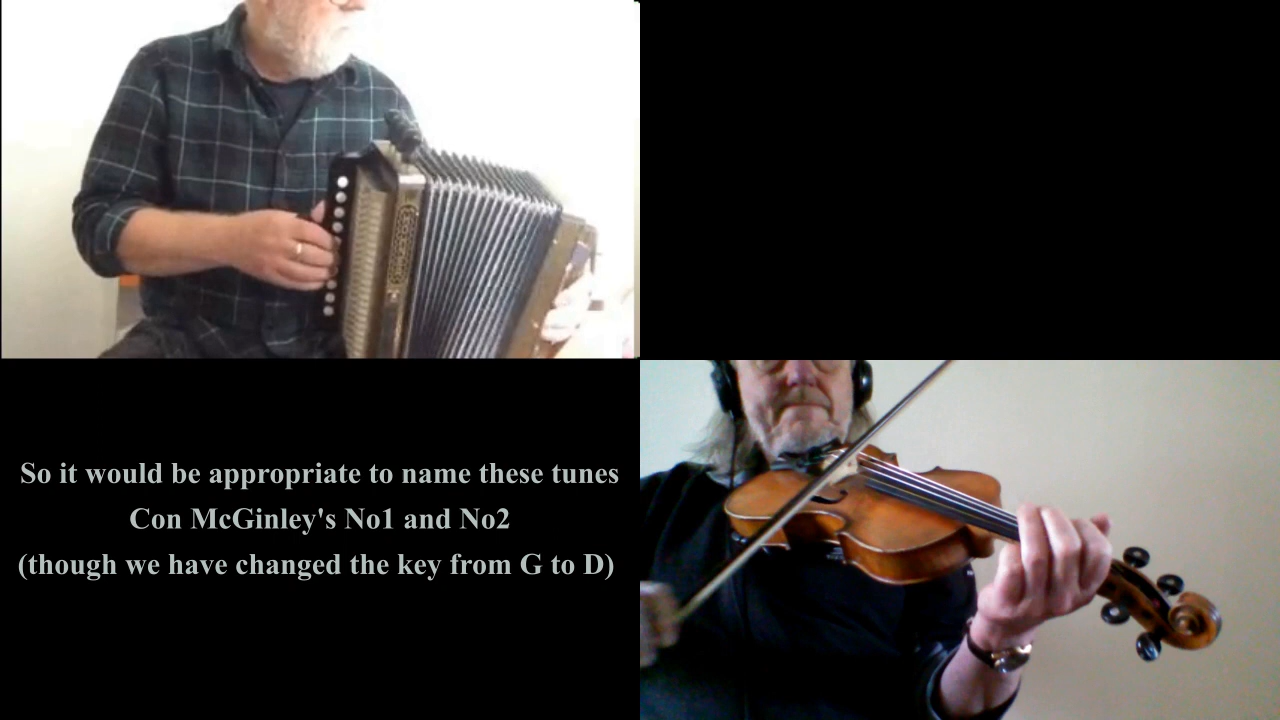 So it would be appropriate to name these tunes
Con McGinley's No1 and No2
(though we have changed the key from G to D)